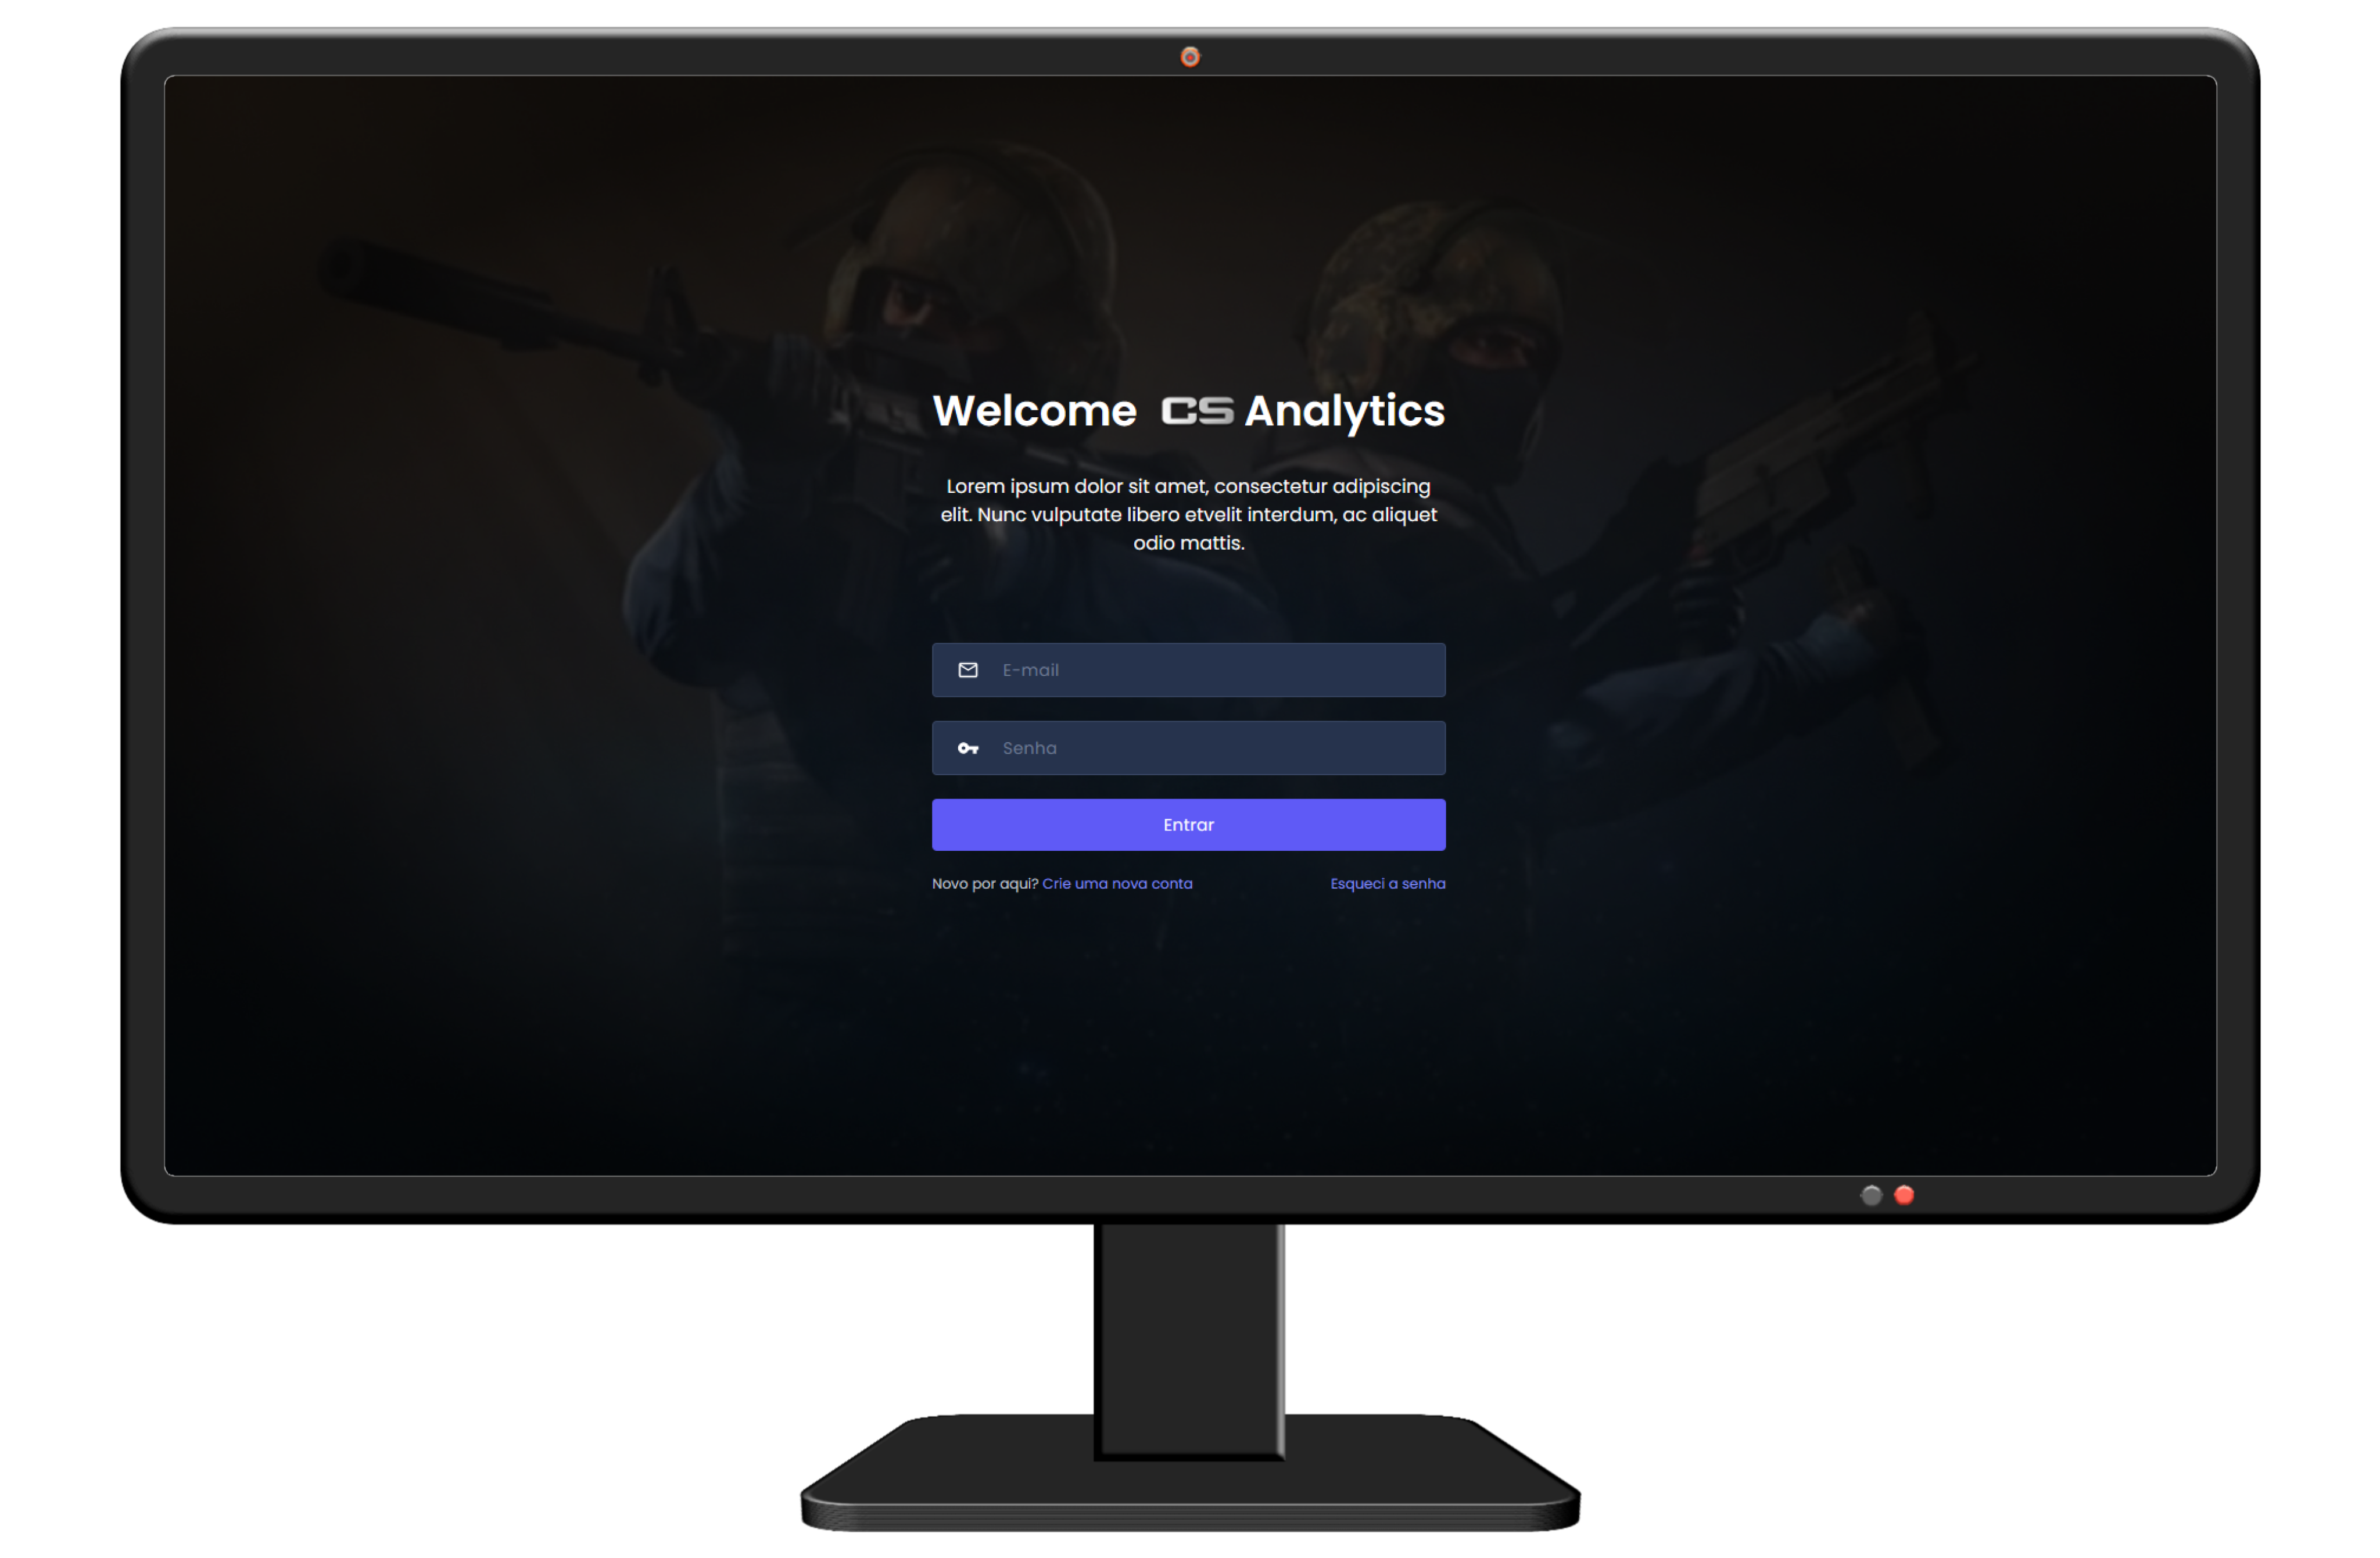 Welcome CS Analytics
Lorem ipsum dolor sit amet, consectetur adipiscing
elit. Nunc vulputate libero etvelit interdum, ac aliquet
odio mattis.
E-mail
Senha
Entrar
Novo por aqui? Crie uma nova conta Esqueci a senha